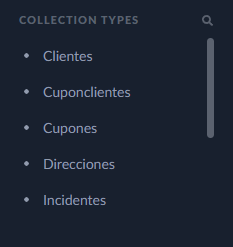 COLLECTION TYPES
Clientes
Cuponclientes
Cupones
Direcciones
Incidentes